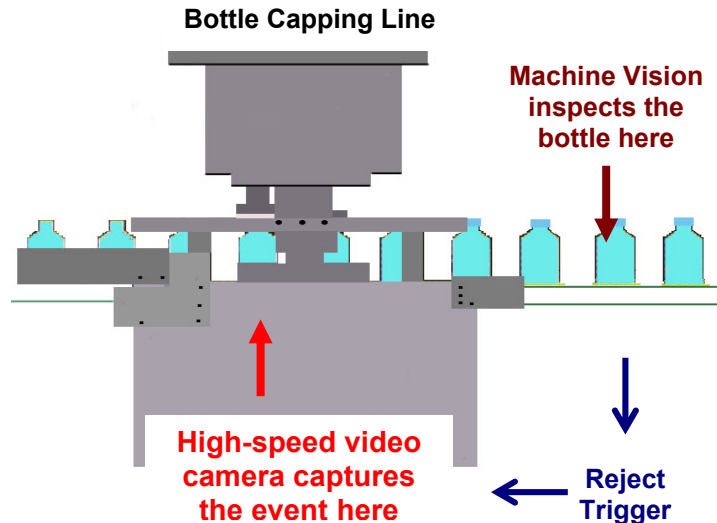 Bottle Capping Line
Machine Vision
inspects the
bottle here
High-speed video
camera captures
the event here
Reject
Trigger